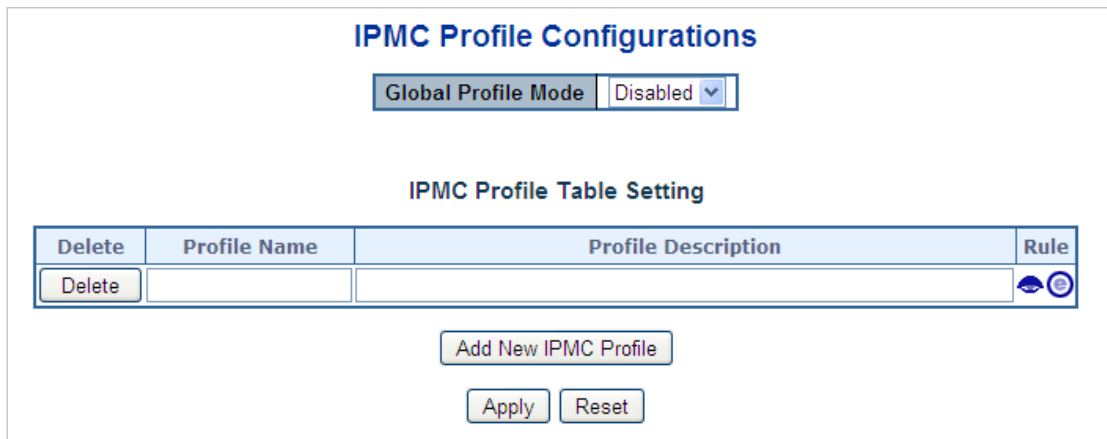 IPMC Profile Configurations
Global Profile Mode Disabled
IPMC Profile Table Setting
Delete Profile Name Profile Description Rule
Delete e
Add New IPMC Profile
Apply Reset